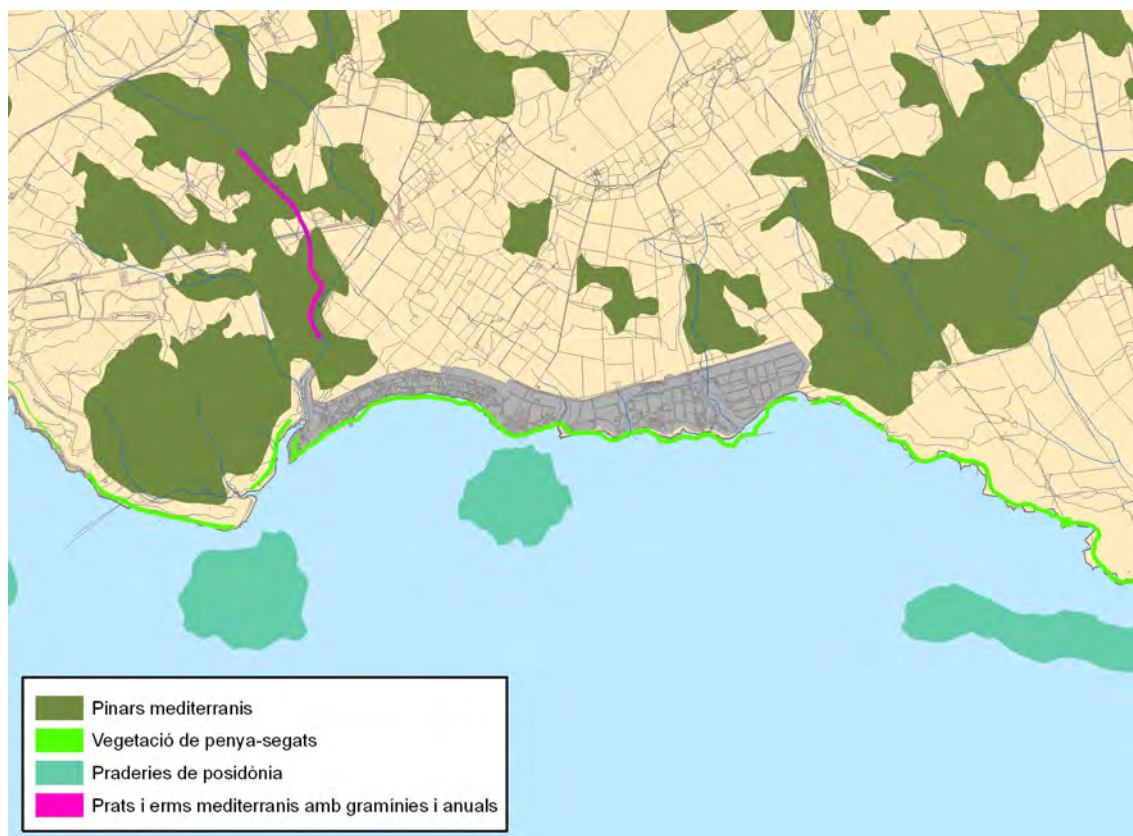 Pinars mediterranis
Vegetació de penya-segats
Praderies de posidònia
Prats i erms mediterranis amb gramínies i anuals